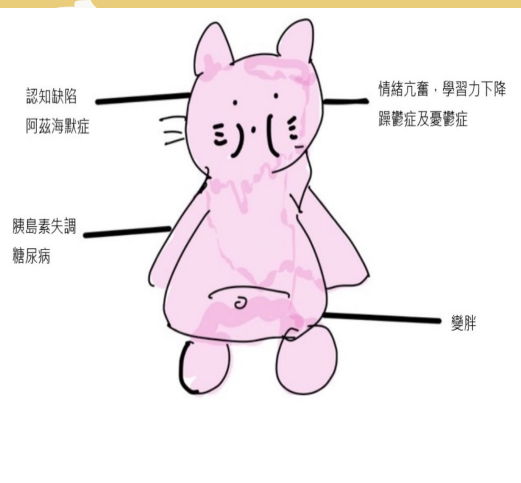 認知缺陷
阿茲海默症
情緒亢奮，學習力下降
躁鬱症及憂鬱症
胰島素失調
糖尿病
變胖